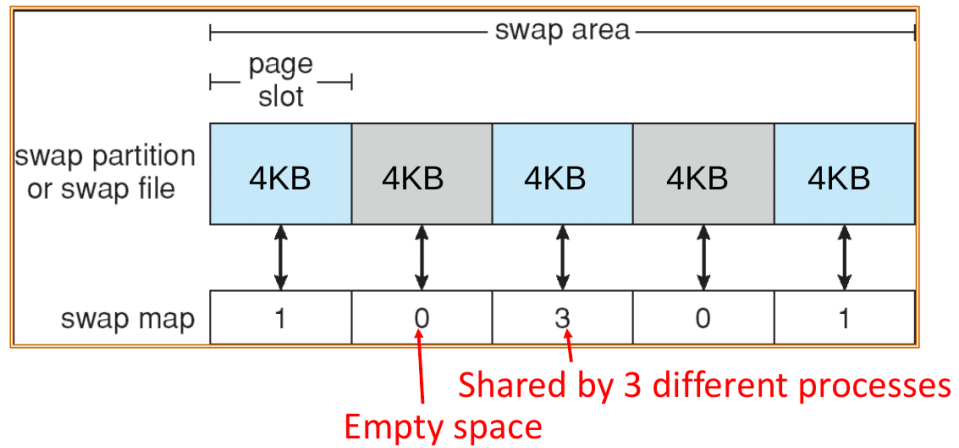 swap area
page
slot
swap partition
or swap file
4KB 4KB 4KB 4KB 4KB
swap map 1 0 3 0 1
Shared by 3 different processes
Empty space